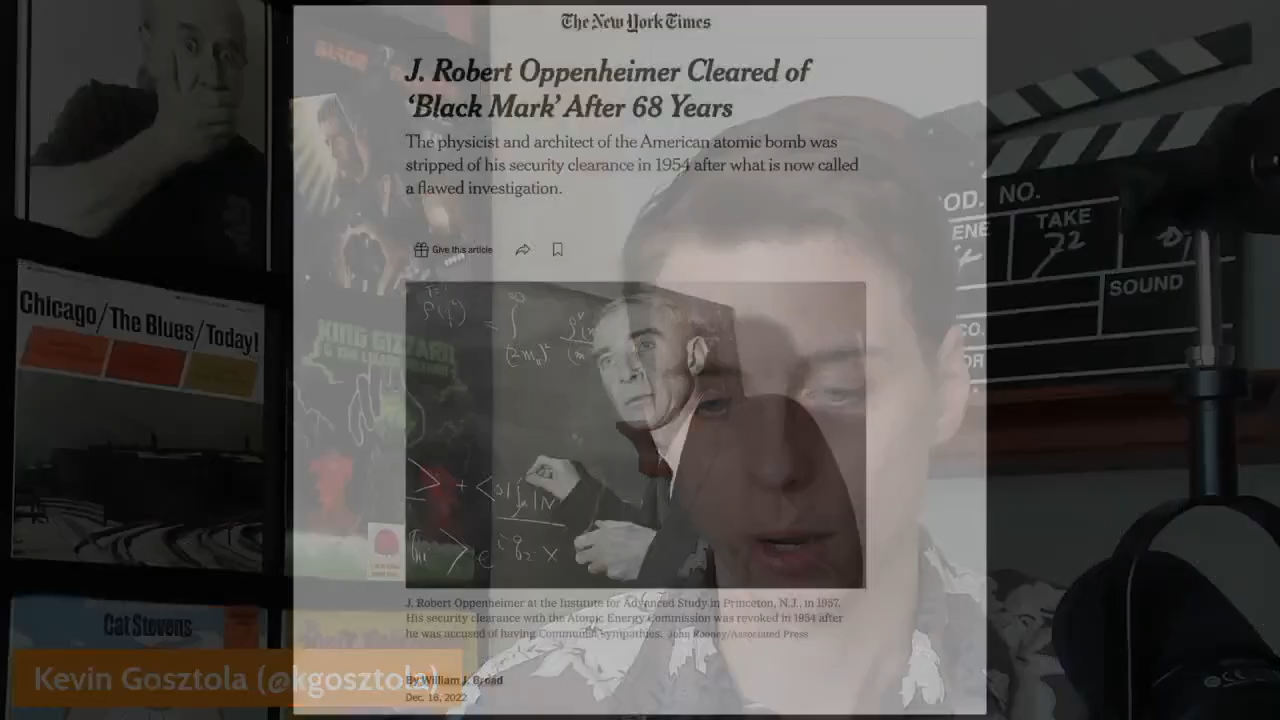 The New York Times
J. Robert Oppenheimer Cleared of
‘Black Mark’ After 68 Years
The physicist and architect of the American atomic bomb was
stripped of his security clearance in 1954 after what is now called
a flawed investigation.
Give this article
J. Robert Oppenheimer at the Institute for Advanced Study in Princeton, N.J., in 1957.
His security clearance with the Atomic Energy Commission was revoked in 1954 after
he was accused of having Communist sympathies. John Rooney/Associated Press
By William J. Broad
Dec. 16, 2022
Kevin Gosztola (@kgosztola)
Chicago/The Blues/Today!
KING GIZZARD
Cat Stevens
OD. NO.
ENE
TAKE
72
SOUND
CO.